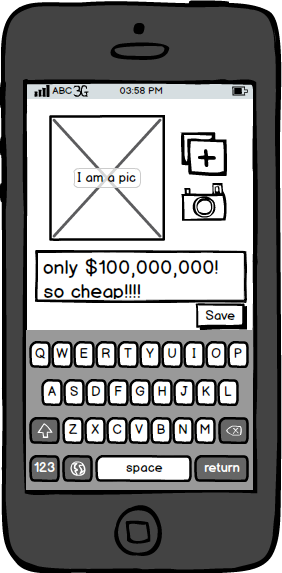 ABC 3G 03:58 PM
I am a pic
only $100,000,000!
so cheap!!!!
Save
Q W E R T Y U I O P
A S D F G H J K L
Z X C V B N M
123 space return